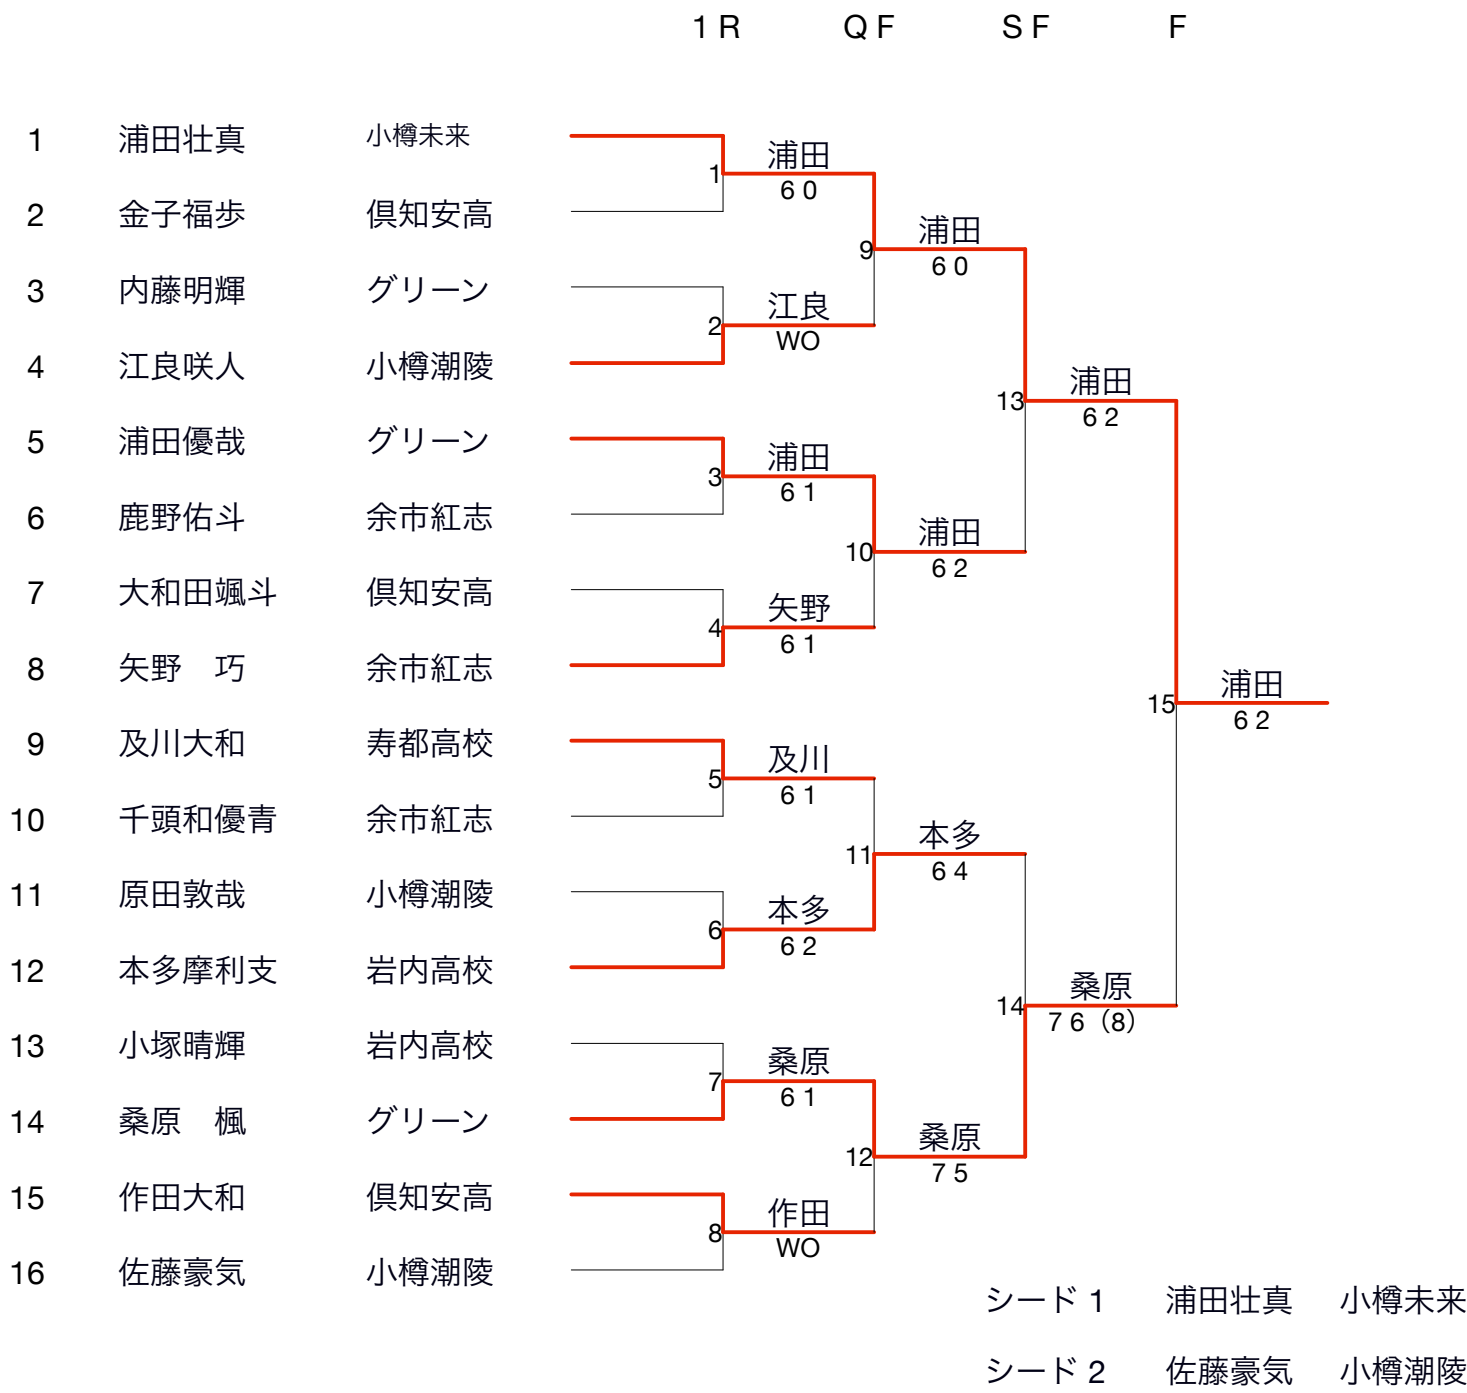 1 R　Q F　S F　F
1　浦田壮真　小樽未来
1　浦田
6 0
2　金子福歩　倶知安高
9　浦田
6 0
3　内藤明輝　グリーン
2　江良
WO
4　江良咲人　小樽潮陵
13　浦田
6 2
5　浦田優哉　グリーン
3　浦田
6 1
6　鹿野佑斗　余市紅志
10　浦田
6 2
7　大和田颯斗　倶知安高
4　矢野
6 1
8　矢野　巧　余市紅志
15　浦田
6 2
9　及川大和　寿都高校
5　及川
6 1
10　千頭和優青　余市紅志
11　本多
6 4
11　原田敦哉　小樽潮陵
6　本多
6 2
12　本多摩利支　岩内高校
14　桑原
7 6（8）
13　小塚晴輝　岩内高校
7　桑原
6 1
14　桑原　楓　グリーン
12　桑原
7 5
15　作田大和　倶知安高
8　作田
WO
16　佐藤豪気　小樽潮陵
シード 1　浦田壮真　小樽未来
シード 2　佐藤豪気　小樽潮陵